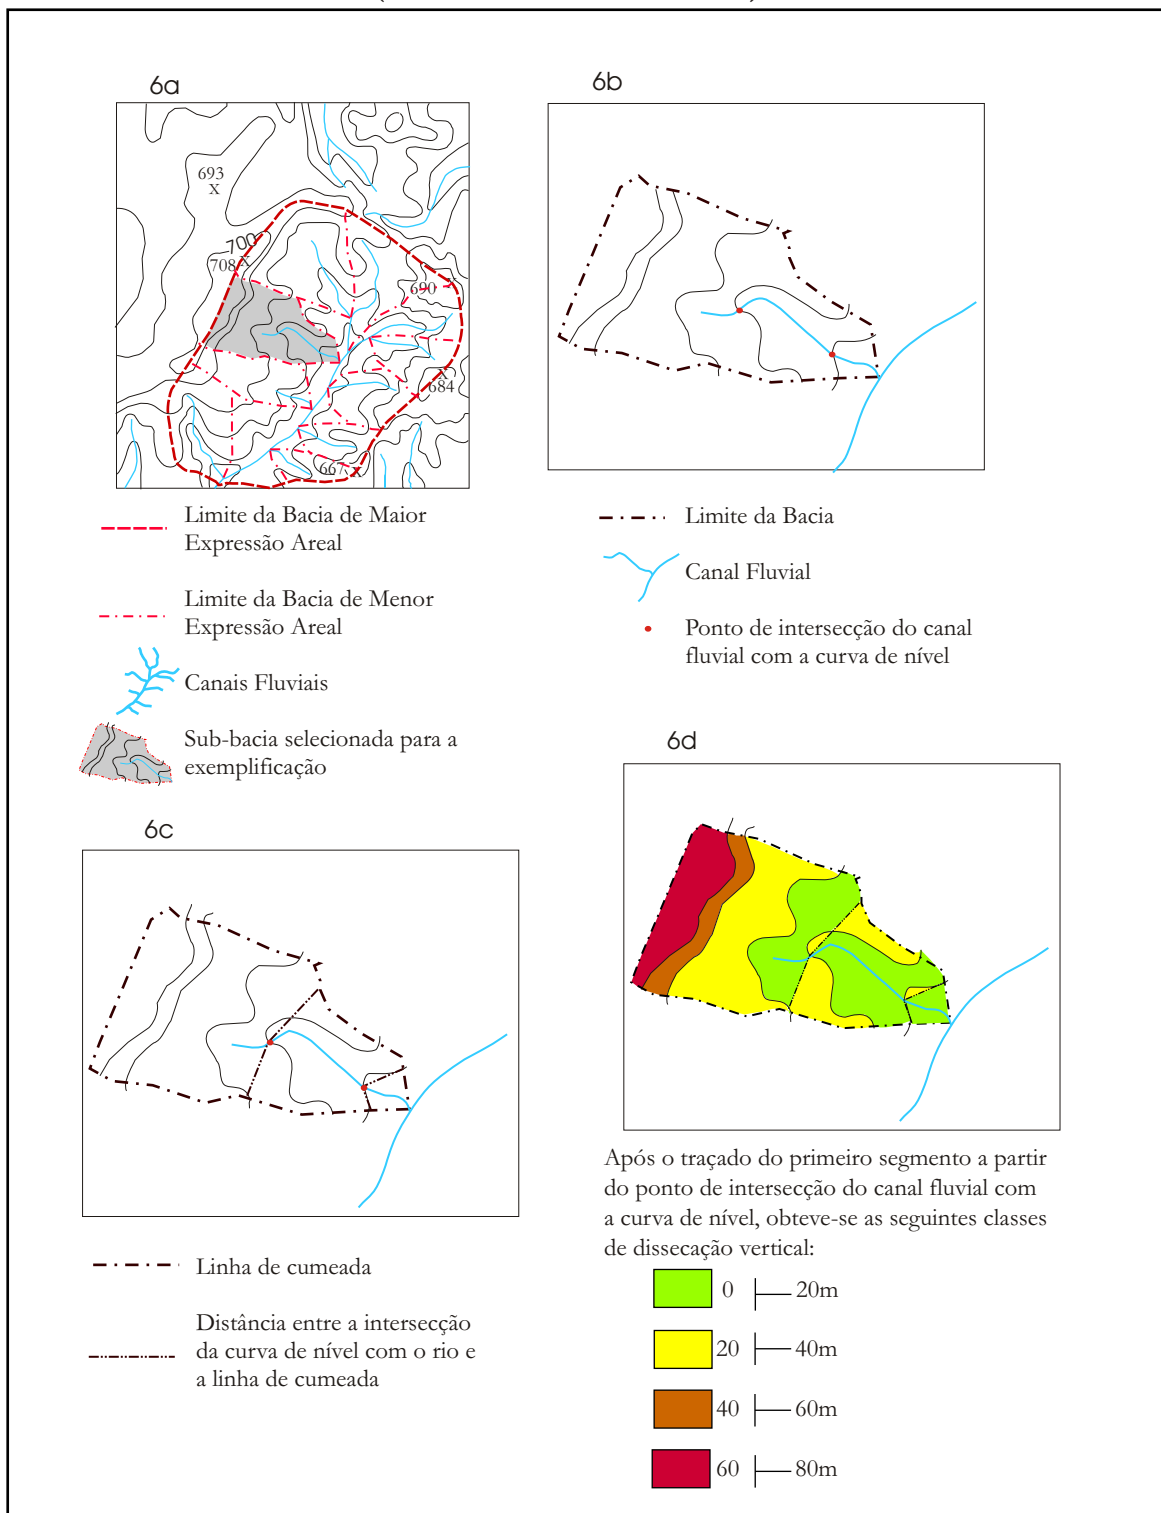 6a
693
X
700
708
X
690
X
X
684
667
X
Limite da Bacia de Maior
Expressão Areal
Limite da Bacia de Menor
Expressão Areal
Canais Fluviais
Sub-bacia selecionada para a
exemplificação
6b
Limite da Bacia
Canal Fluvial
Ponto de intersecção do canal
fluvial com a curva de nível
6c
Linha de cumeada
Distância entre a intersecção
da curva de nível com o rio e
a linha de cumeada
6d
Após o traçado do primeiro segmento a partir
do ponto de intersecção do canal fluvial com
a curva de nível, obteve-se as seguintes classes
de dissecação vertical:
0 20m
20 40m
40 60m
60 80m